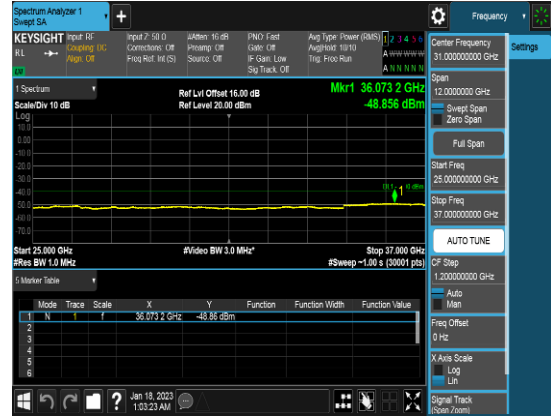 Spectrum Analyzer 1
Swept SA
Frequency
KEYSIGHT
RL
Input: RF
Coupling: DC
Align: Off
Input Z: 50 Ω
Corrections: Off
Freq Ref: Int (S)
#Atten: 16 dB
Preamp: Off
Source: Off
PNO: Fast
Gate: Off
IF Gain: Low
Sig Track: Off
Avg Type: Power (RMS)
Avg|Hold: 10/10
Trig: Free Run
1 2 3 4 5 6
A W W W W W
A N N N N N
1 Spectrum
Scale/Div 10 dB
Ref Lvl Offset 16.00 dB
Ref Level 20.00 dBm
Mkr1 36.073 2 GHz
-48.856 dBm
Log
10.0
0.00
-10.0
-20.0
-30.0
-40.0
-50.0
-60.0
-70.0
1
Start 25.000 GHz
#Res BW 1.0 MHz
#Video BW 3.0 MHz*
Stop 37.000 GHz
#Sweep ~1.00 s (30001 pts)
5 Marker Table
Mode Trace Scale X Y Function Function Width Function Value
1 N 1 f 36.073 2 GHz -48.86 dBm
2
3
4
5
6
Jan 18, 2023
1:03:23 AM
Center Frequency
31.000000000 GHz
Settings
Span
12.0000000 GHz
Swept Span
Zero Span
Full Span
Start Freq
25.000000000 GHz
Stop Freq
37.000000000 GHz
AUTO TUNE
CF Step
1.200000000 GHz
Auto
Man
Freq Offset
0 Hz
X Axis Scale
Log
Lin
Signal Track
(Span Zoom)